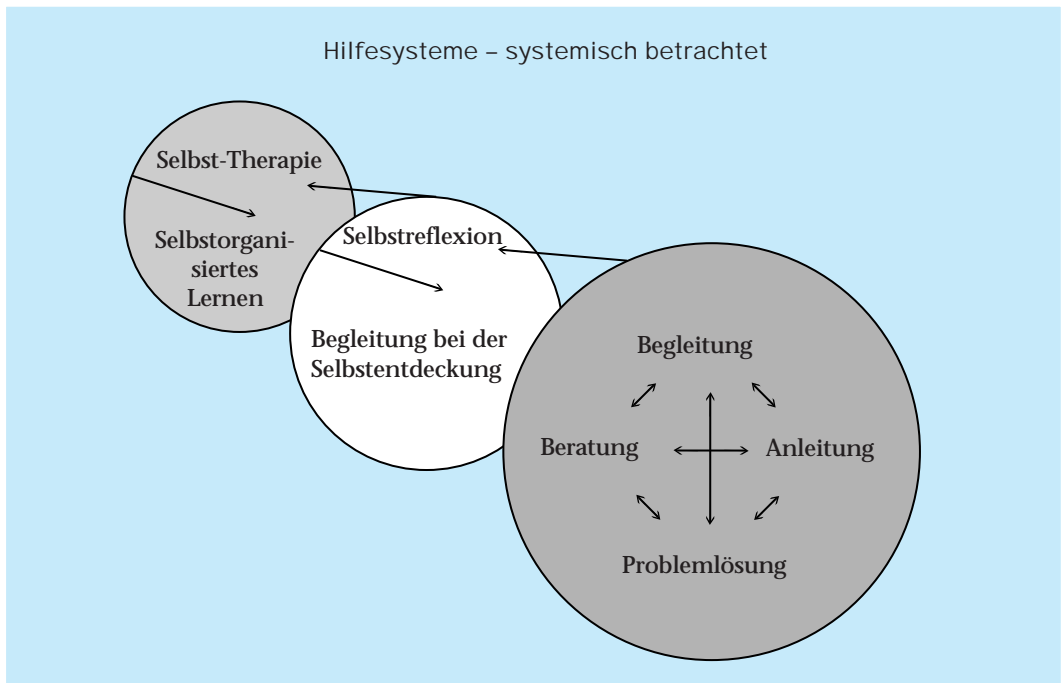 Hilfesysteme – systemisch betrachtet
Selbst-Therapie
Selbstorgani-
siertes
Lernen
Selbstreflexion
Begleitung bei der
Selbstentdeckung
Begleitung
Beratung
Anleitung
Problemlösung